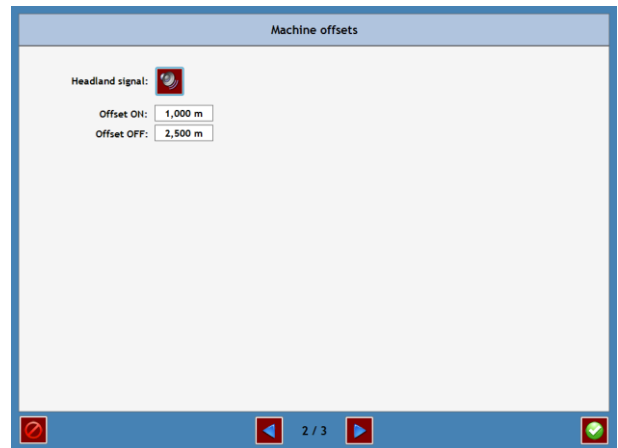 Machine offsets
Headland signal:
Offset ON: 1,000 m
Offset OFF: 2,500 m
2 / 3